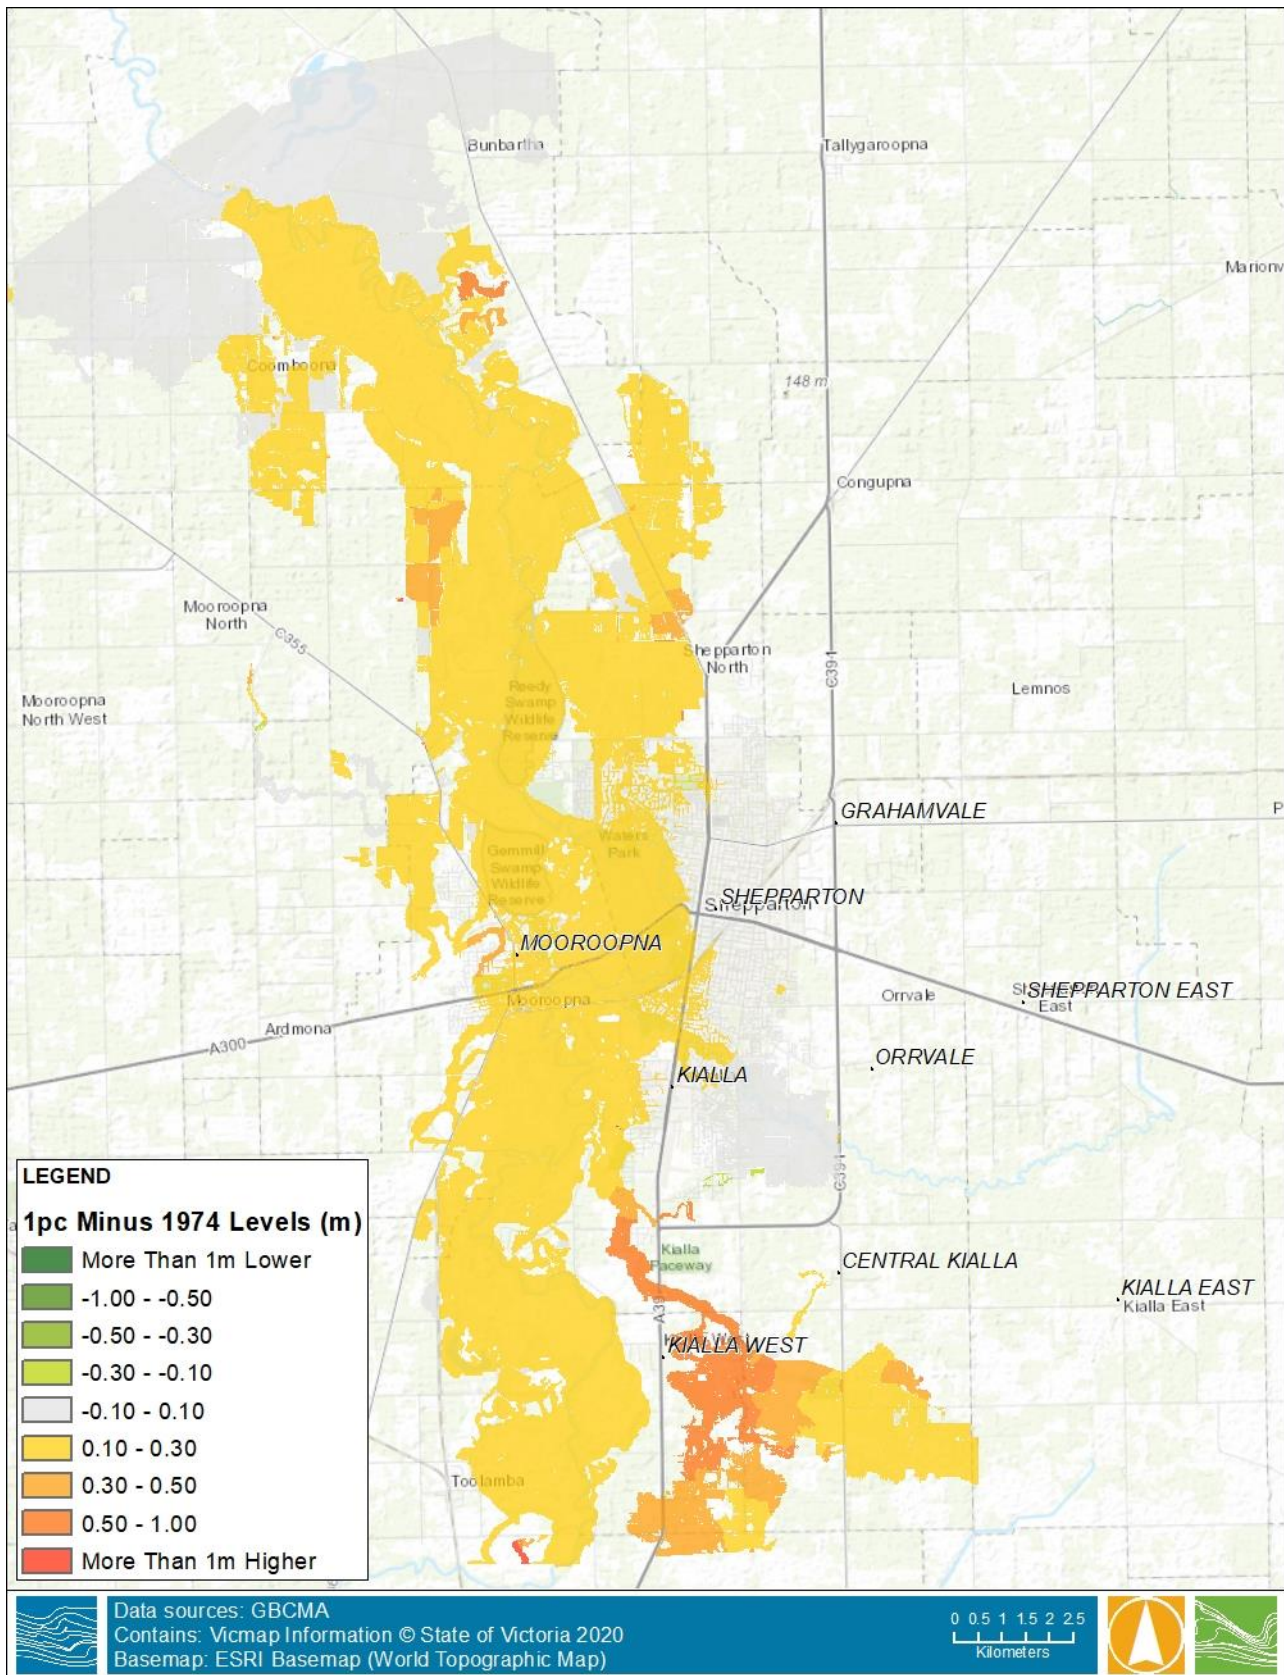 Bunbartha
Tallygaroopna
Coomboona
148 m
Congupna
Mooroopna
North
C355
Shepparton
North
C391
Mooroopna
North West
Reedy
Swamp
Wildlife
Reserve
Lemnos
GRAHAMVALE
Waters
Park
Gemmill
Swamp
Wildlife
Reserve
SHEPPARTON
Shepparton
MOOROOPNA
Mooroopna
Orrvale
SHEPPARTON EAST
East
Ardmona
A300
ORRVALE
KIALLA
C391
Kialla
Paceway
CENTRAL KIALLA
KIALLA EAST
Kialla East
A39
KIALLA WEST
Toolamba
LEGEND
1pc Minus 1974 Levels (m)
More Than 1m Lower
-1.00 - -0.50
-0.50 - -0.30
-0.30 - -0.10
-0.10 - 0.10
0.10 - 0.30
0.30 - 0.50
0.50 - 1.00
More Than 1m Higher
Data sources: GBCMA
Contains: Vicmap Information © State of Victoria 2020
Basemap: ESRI Basemap (World Topographic Map)
0 0.5 1 1.5 2 2.5
Kilometers